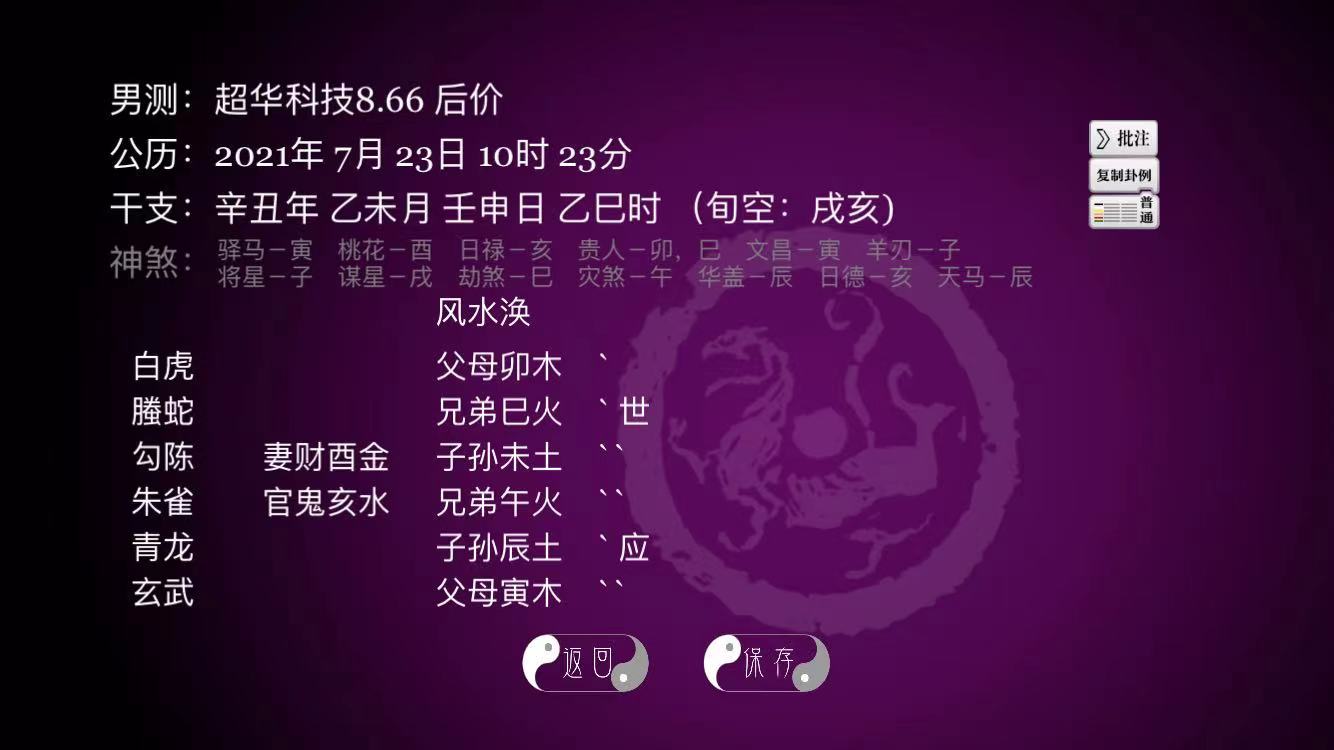 男测：超华科技8.66 后价
公历：2021年 7月 23日 10时 23分
干支：辛丑年 乙未月 壬申日 乙巳时 （旬空：戌亥)
神煞：驿马－寅 桃花－酉 日禄－亥 贵人－卯, 巳 文昌－寅 羊刃－子
将星－子 谋星－戌 劫煞－巳 灾煞－午 华盖－辰 日德－亥 天马－辰
批注
复制卦例
普通
风水涣
白虎 父母卯木 `
螣蛇 兄弟巳火 ` 世
勾陈 妻财酉金 子孙未土 ` `
朱雀 官鬼亥水 兄弟午火 ` `
青龙 子孙辰土 ` 应
玄武 父母寅木 ` `
返回 保存